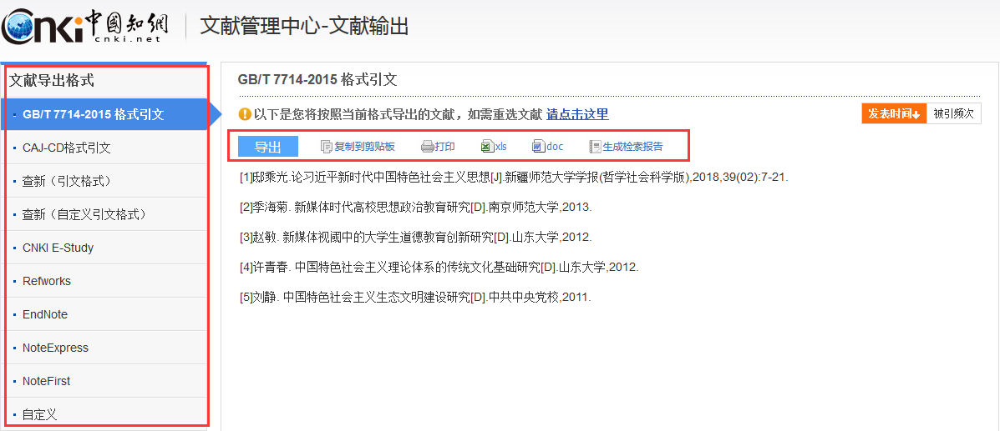 Cnki中國知網
cnki.net
文献管理中心-文献输出
文献导出格式
GB/T 7714-2015 格式引文
CAJ-CD格式引文
查新（引文格式）
查新（自定义引文格式）
CNKI E-Study
Refworks
EndNote
NoteExpress
NoteFirst
自定义
GB/T 7714-2015 格式引文
以下是您将按照当前格式导出的文献，如需重选文献 请点击这里
发表时间↓ 被引频次
导出 复制到剪贴板 打印 xls doc 生成检索报告
[1]邸乘光.论习近平新时代中国特色社会主义思想[J].新疆师范大学学报(哲学社会科学版),2018,39(02):7-21.
[2]季海菊. 新媒体时代高校思想政治教育研究[D].南京师范大学,2013.
[3]赵敏. 新媒体视阈中的大学生道德教育创新研究[D].山东大学,2012.
[4]许青春. 中国特色社会主义理论体系的传统文化基础研究[D].山东大学,2012.
[5]刘静. 中国特色社会主义生态文明建设研究[D].中共中央党校,2011.